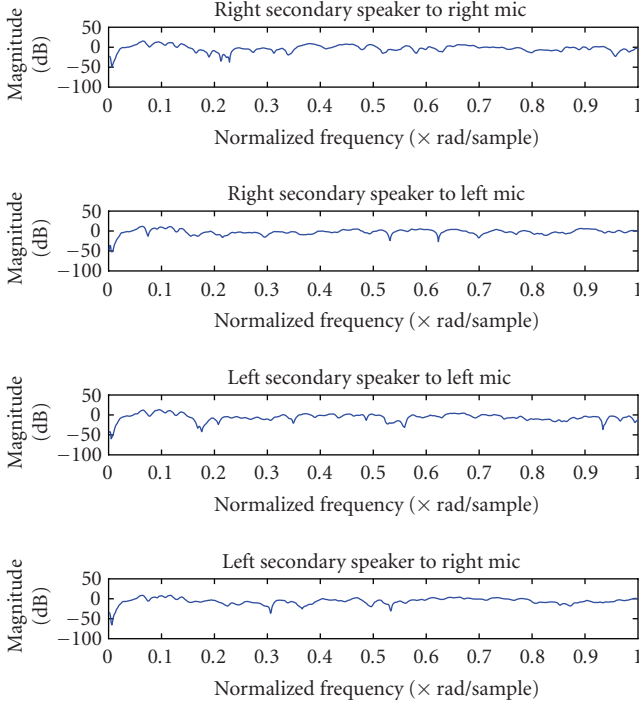 Right secondary speaker to right mic
Magnitude
(dB)
50
0
−50
−100
0 0.1 0.2 0.3 0.4 0.5 0.6 0.7 0.8 0.9 1
Normalized frequency (× rad/sample)
Right secondary speaker to left mic
Magnitude
(dB)
50
0
−50
−100
0 0.1 0.2 0.3 0.4 0.5 0.6 0.7 0.8 0.9 1
Normalized frequency (× rad/sample)
Left secondary speaker to left mic
Magnitude
(dB)
50
0
−50
−100
0 0.1 0.2 0.3 0.4 0.5 0.6 0.7 0.8 0.9 1
Normalized frequency (× rad/sample)
Left secondary speaker to right mic
Magnitude
(dB)
50
0
−50
−100
0 0.1 0.2 0.3 0.4 0.5 0.6 0.7 0.8 0.9 1
Normalized frequency (× rad/sample)